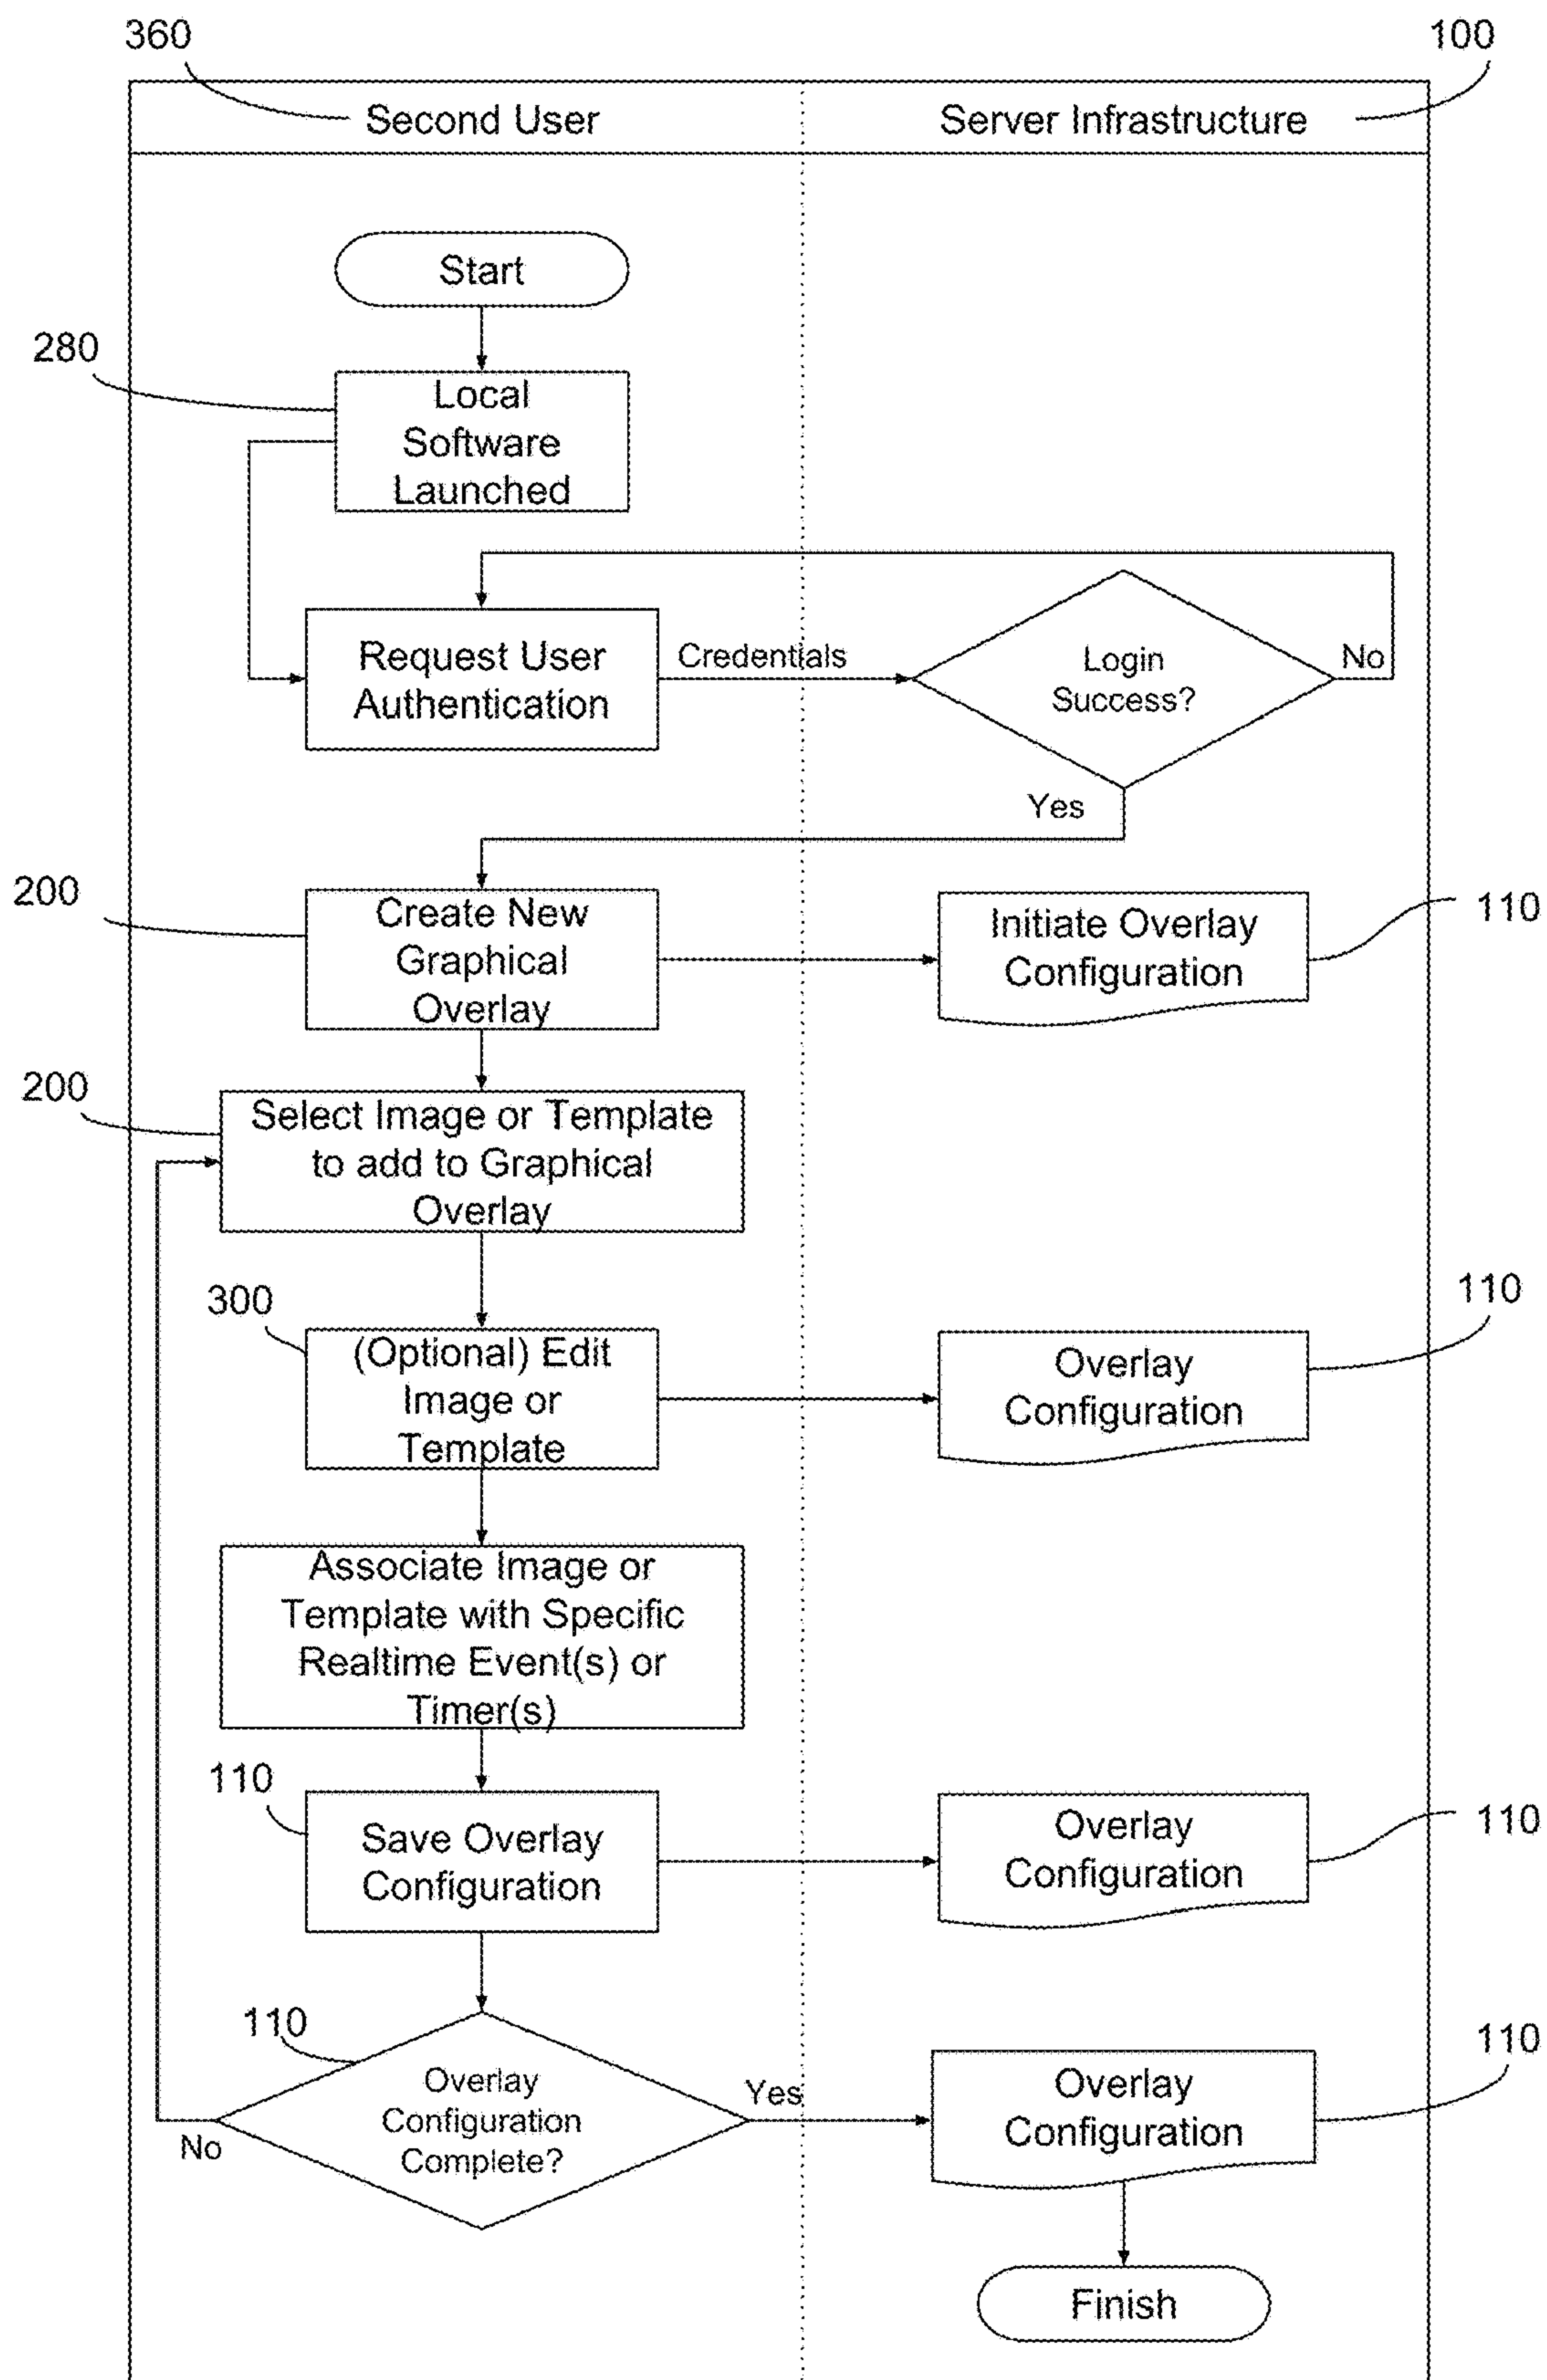 360
100
Second User
Server Infrastructure
Start
280
Local
Software
Launched
Request User
Authentication
Credentials
Login
Success?
No
Yes
200
Create New
Graphical
Overlay
Initiate Overlay
Configuration
110
200
Select Image or Template
to add to Graphical
Overlay
300
(Optional) Edit
Image or
Template
Overlay
Configuration
110
Associate Image or
Template with Specific
Realtime Event(s) or
Timer(s)
110
Save Overlay
Configuration
Overlay
Configuration
110
110
Overlay
Configuration
Complete?
No
Yes
Overlay
Configuration
110
Finish